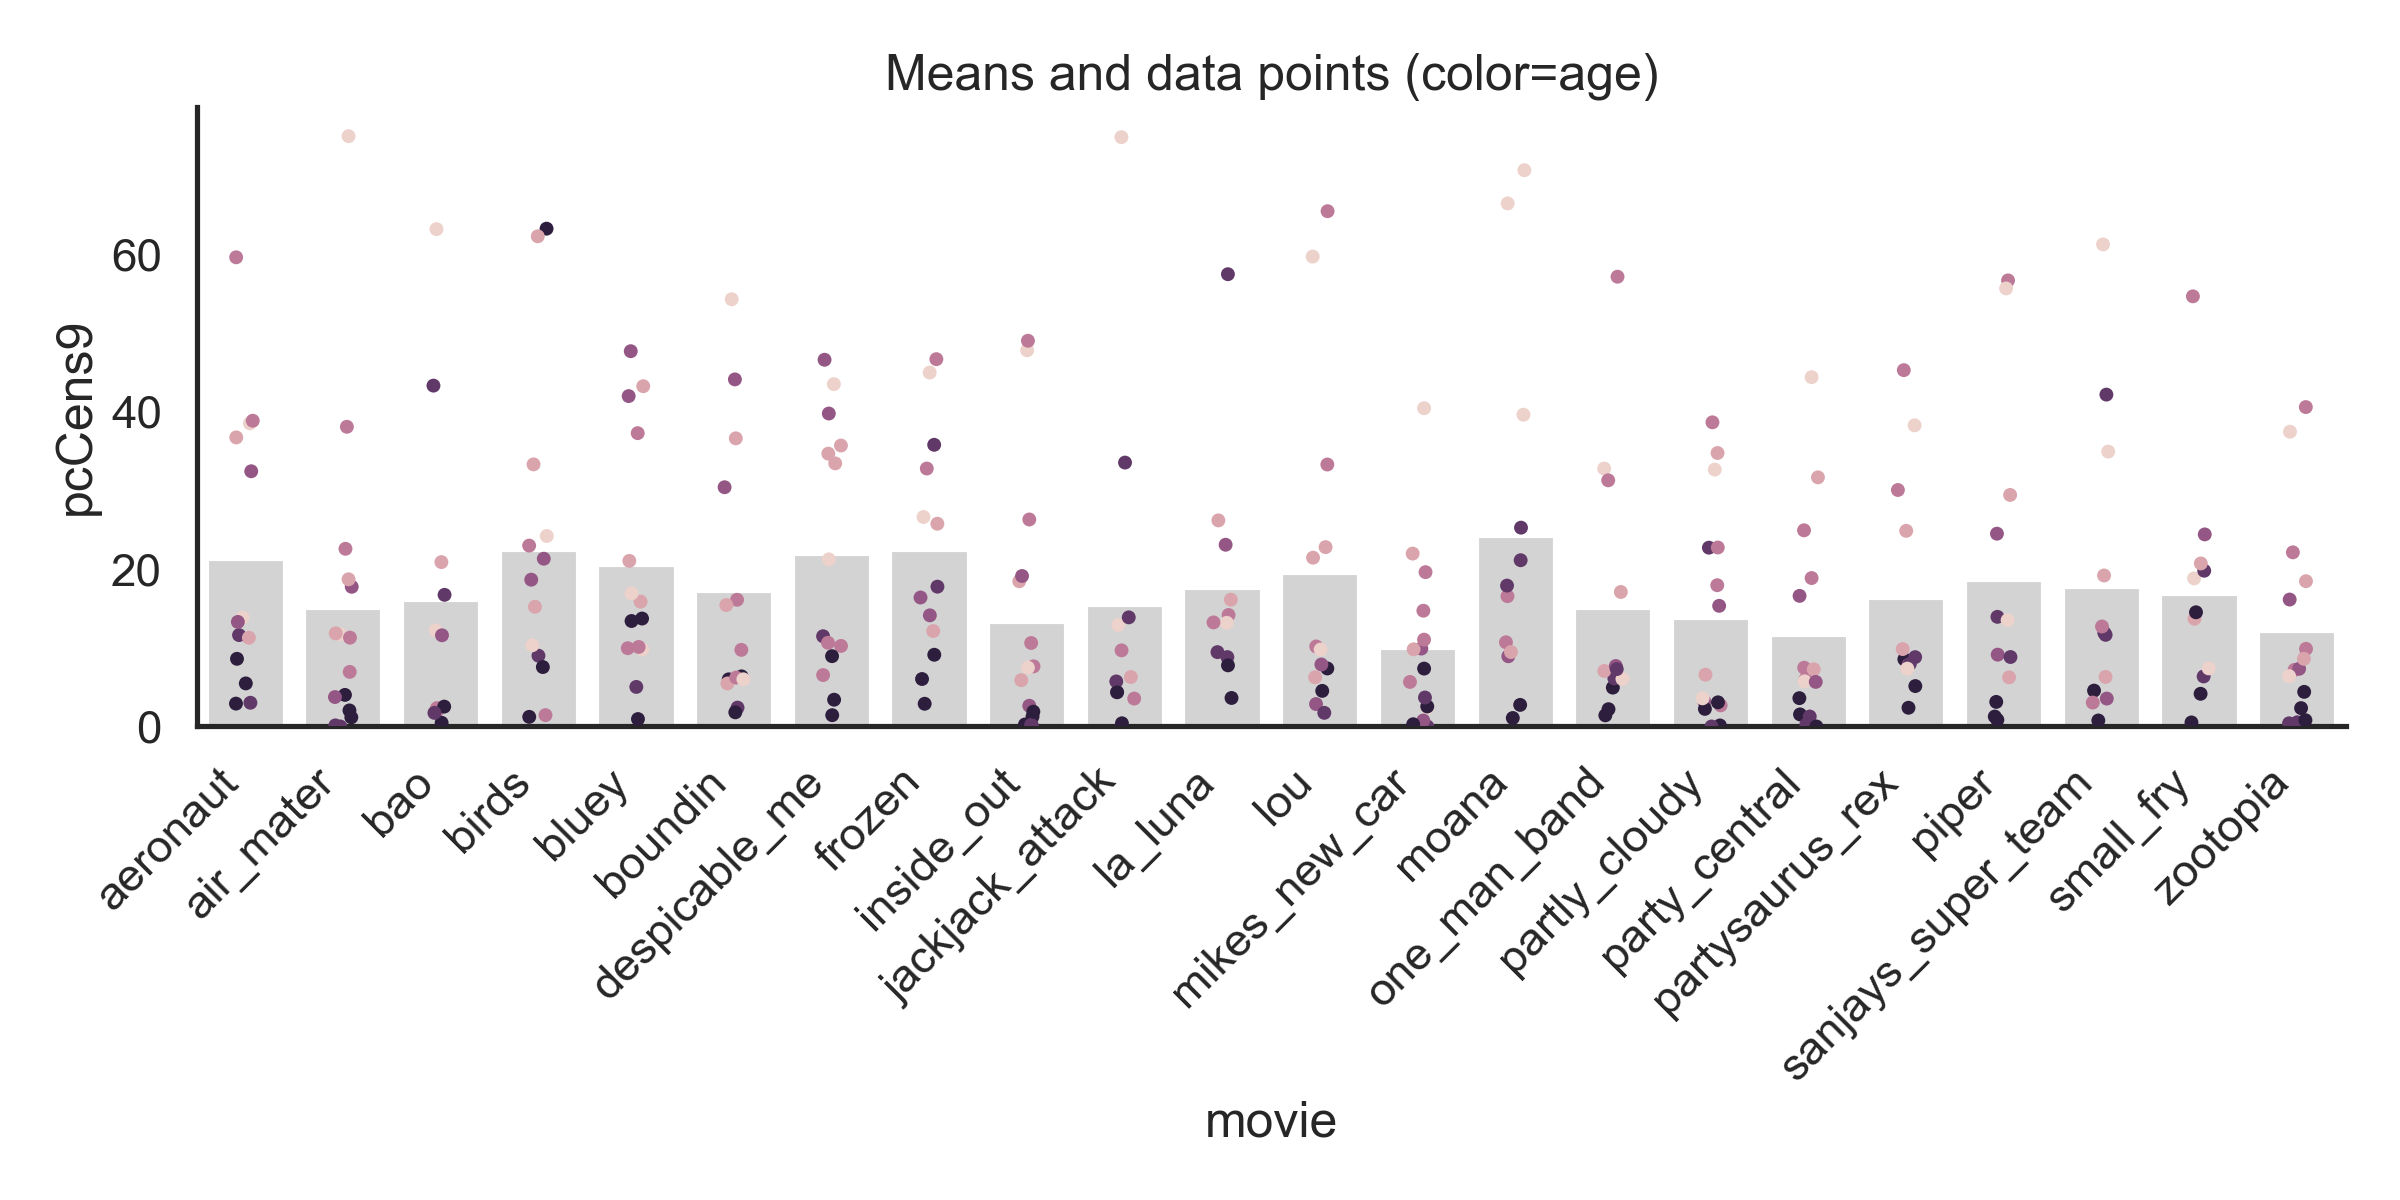 Means and data points (color=age)
pcCens9
60
40
20
0
aeronaut
air_mater
bao
birds
bluey
boundin
despicable_me
frozen
inside_out
jackjack_attack
la_luna
lou
mikes_new_car
moana
one_man_band
partly_cloudy
party_central
partysaurus_rex
piper
sanjays_super_team
small_fry
zootopia
movie